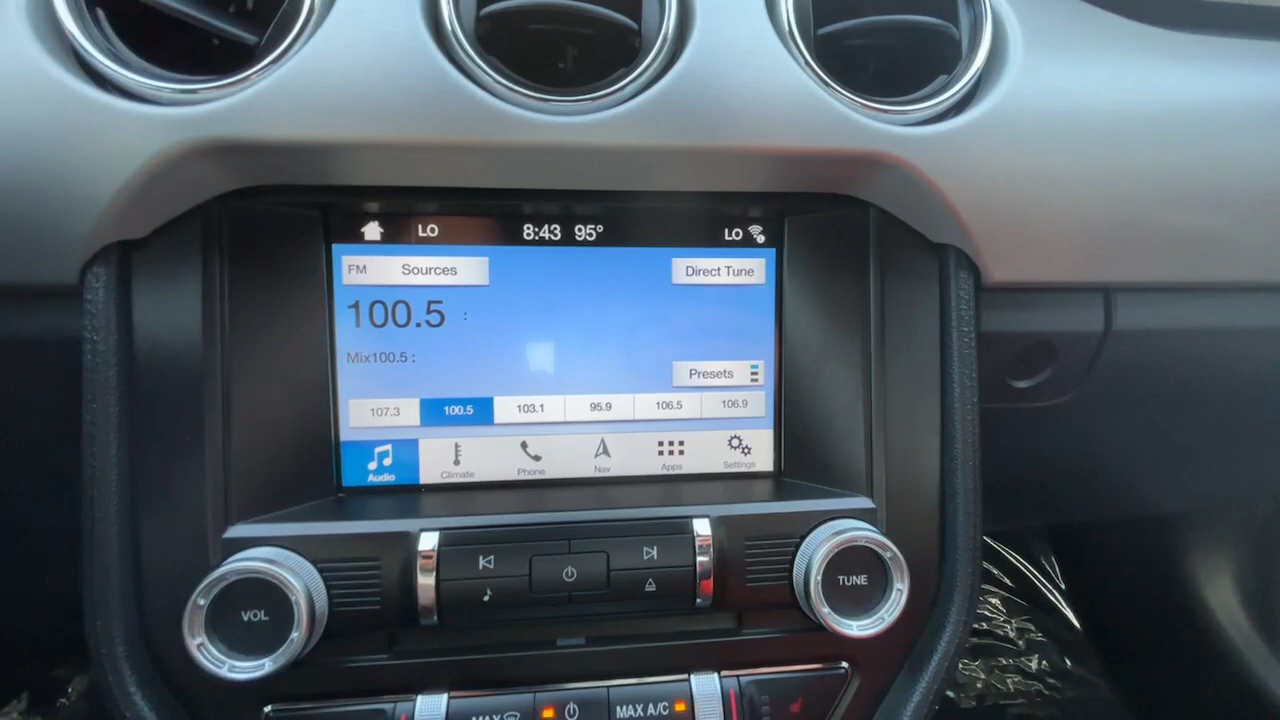 LO 8:43 95° LO
FM Sources Direct Tune
100.5 :
Mix100.5 :
Presets
107.3 100.5 103.1 95.9 106.5 106.9
Audio Climate Phone Nav Apps Settings
VOL TUNE
MAX MAX A/C